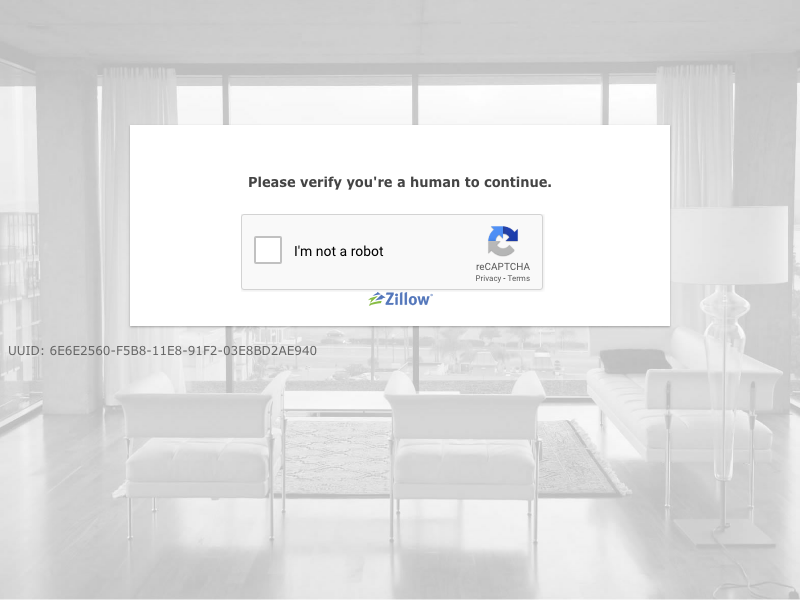 Please verify you're a human to continue.
I'm not a robot
reCAPTCHA
Privacy - Terms
Zillow
UUID: 6E6E2560-F5B8-11E8-91F2-03E8BD2AE940